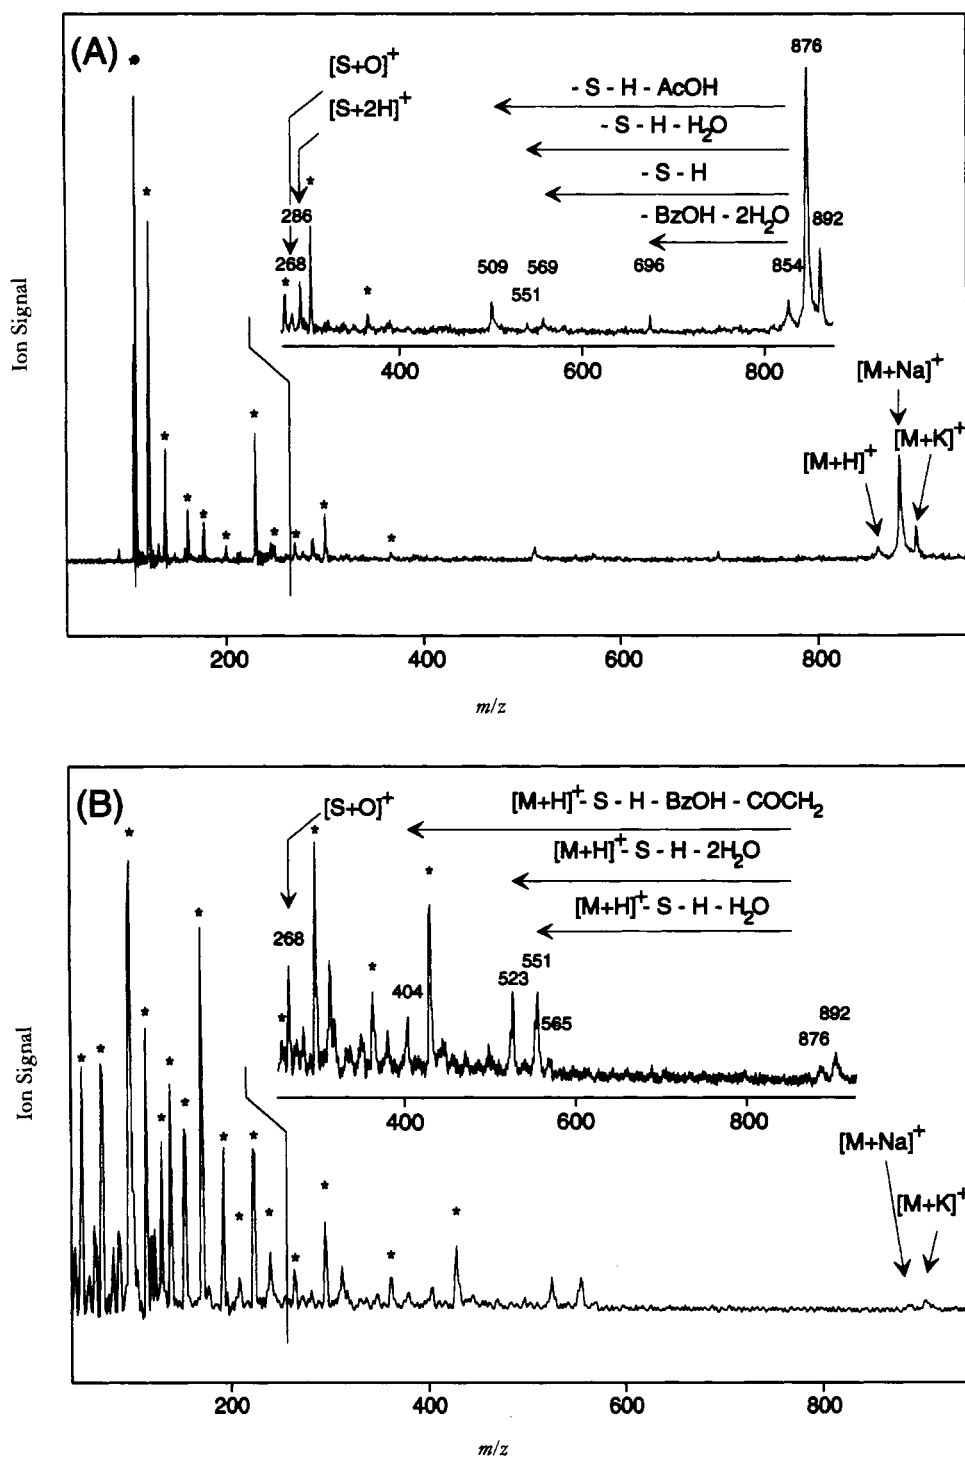 (A)
[S+O]+
[S+2H]+
- S - H - AcOH
- S - H - H2O
- S - H
- BzOH - 2H2O
876
892
854
286
268
509
551
569
696
* * * * * * * * * * * * * *
400 600 800
[M+Na]+
[M+K]+
[M+H]+
Ion Signal
200 400 600 800
m/z
(B)
[S+O]+
[M+H]+- S - H - BzOH - COCH2
[M+H]+- S - H - 2H2O
[M+H]+- S - H - H2O
268
404
523
551
565
876
892
400 600 800
[M+Na]+
[M+K]+
Ion Signal
200 400 600 800
m/z